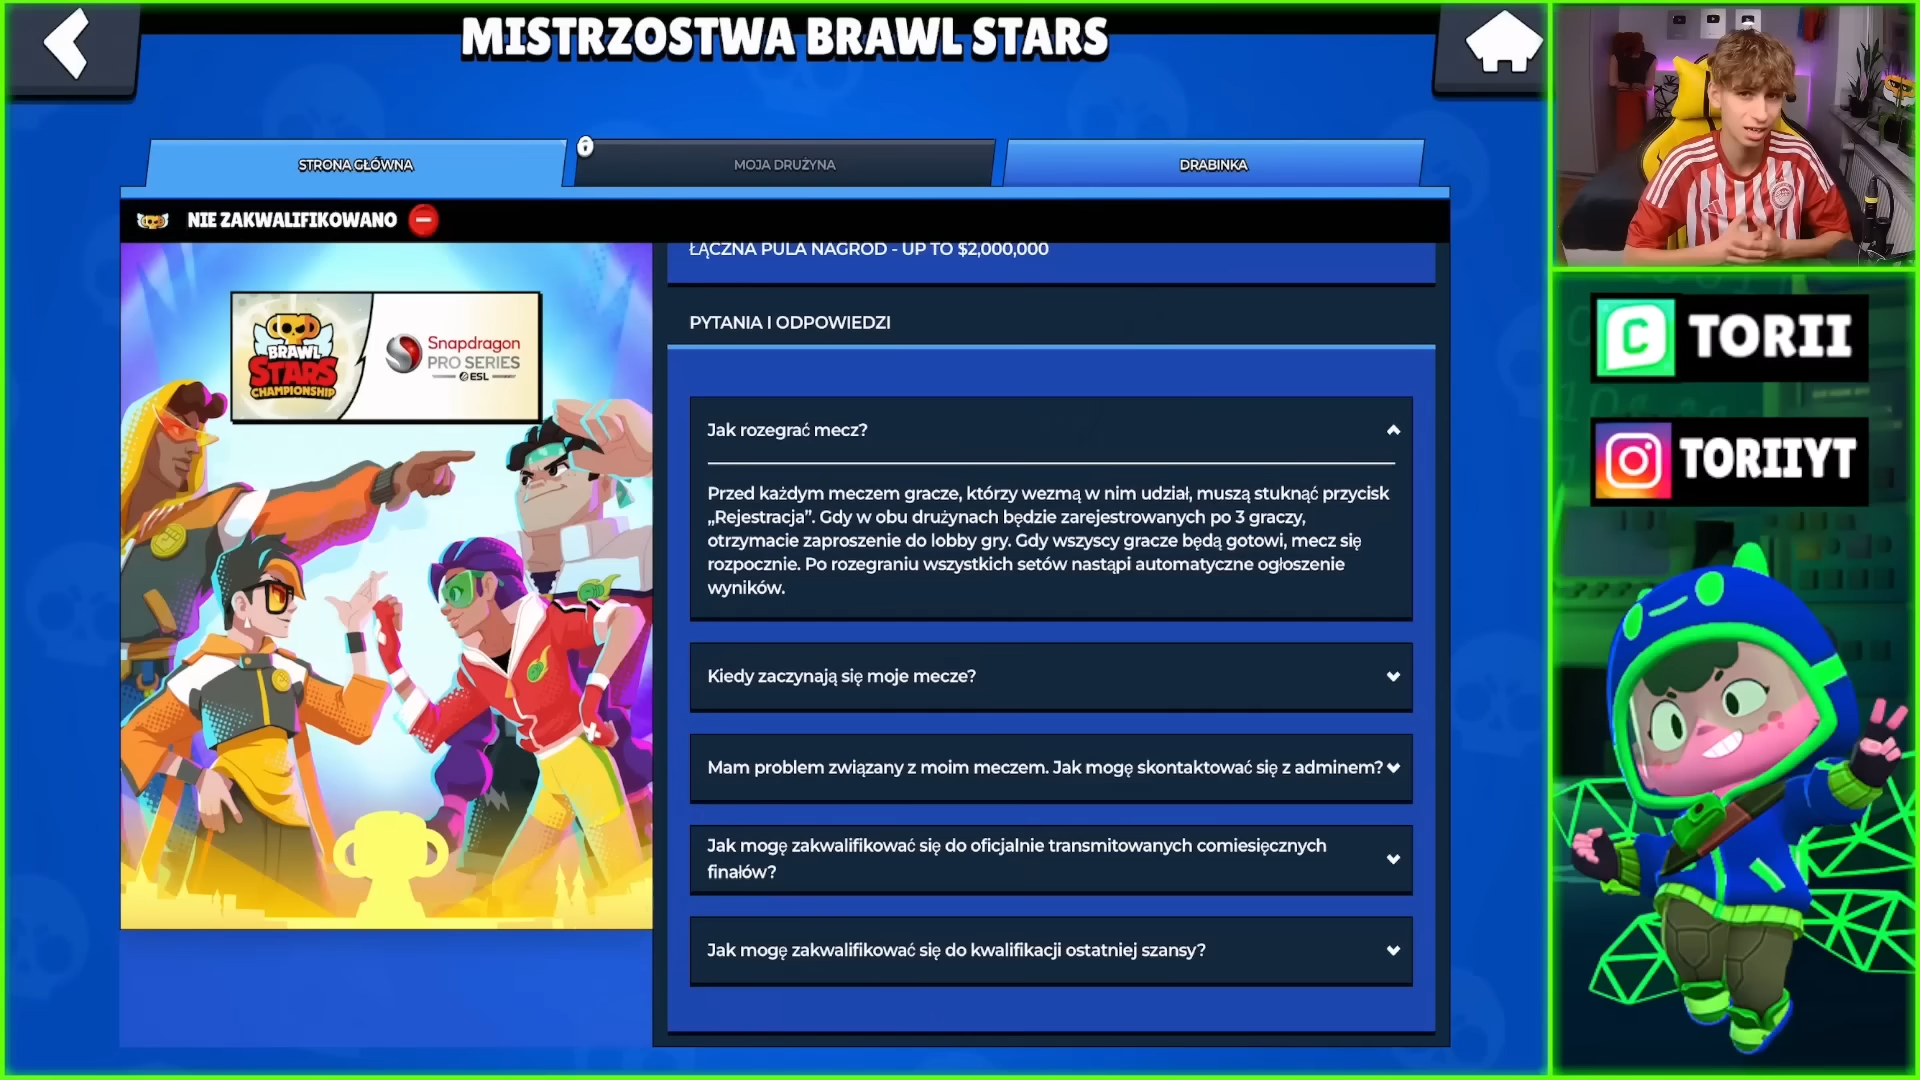 MISTRZOSTWA BRAWL STARS
STRONA GŁÓWNA
MOJA DRUŻYNA
DRABINKA
NIE ZAKWALIFIKOWANO
ŁĄCZNA PULA NAGRÓD - UP TO $2,000,000
BRAWL
STARS
CHAMPIONSHIP
Snapdragon
PRO SERIES
ESL
PYTANIA I ODPOWIEDZI
Jak rozegrać mecz?
Przed każdym meczem gracze, którzy wezmą w nim udział, muszą stuknąć przycisk
„Rejestracja”. Gdy w obu drużynach będzie zarejestrowanych po 3 graczy,
otrzymacie zaproszenie do lobby gry. Gdy wszyscy gracze będą gotowi, mecz się
rozpocznie. Po rozegraniu wszystkich setów nastąpi automatyczne ogłoszenie
wyników.
Kiedy zaczynają się moje mecze?
Mam problem związany z moim meczem. Jak mogę skontaktować się z adminem?
Jak mogę zakwalifikować się do oficjalnie transmitowanych comiesięcznych
finałów?
Jak mogę zakwalifikować się do kwalifikacji ostatniej szansy?
C TORII
TORIIYT